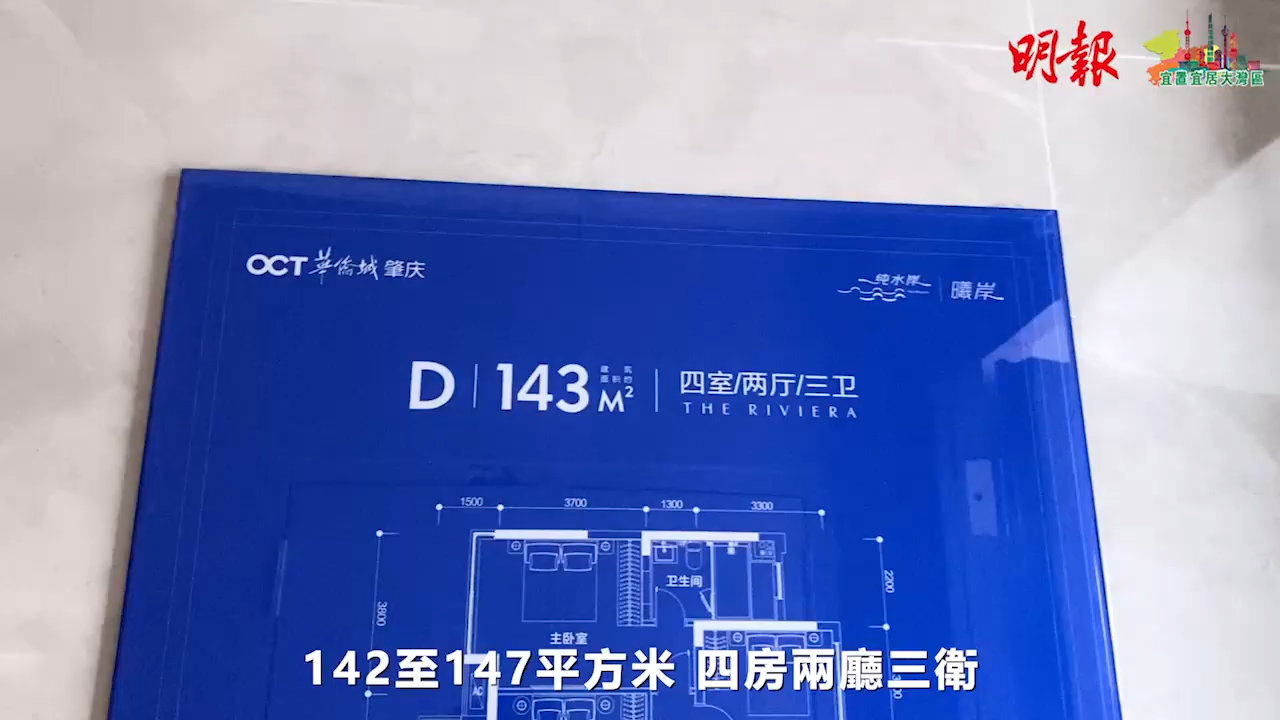 明報
宜置宜居大灣區
OCT 華僑城 肇庆
纯水岸 | 曦岸
D | 143 建筑面积约 M² | 四室/两厅/三卫
THE RIVIERA
1500 3700 1300 3300
卫生间
2200
3800
主卧室
AC
142至147平方米 四房兩廳三衛